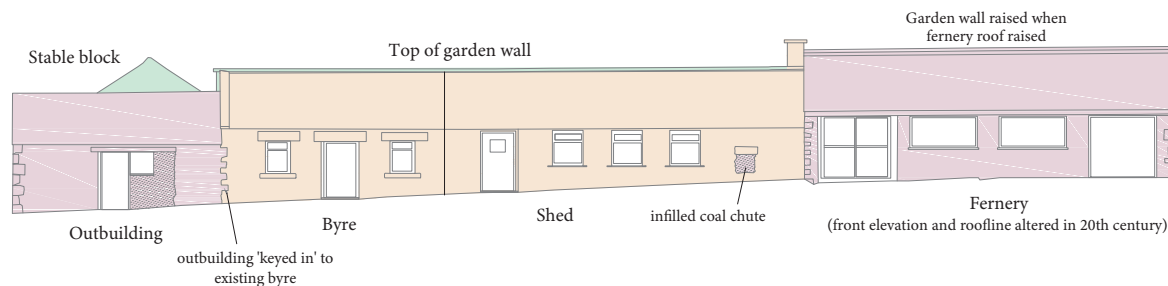 Garden wall raised when
fernery roof raised
Top of garden wall
Stable block
Outbuilding
outbuilding 'keyed in' to
existing byre
Byre
Shed
infilled coal chute
Fernery
(front elevation and roofline altered in 20th century)